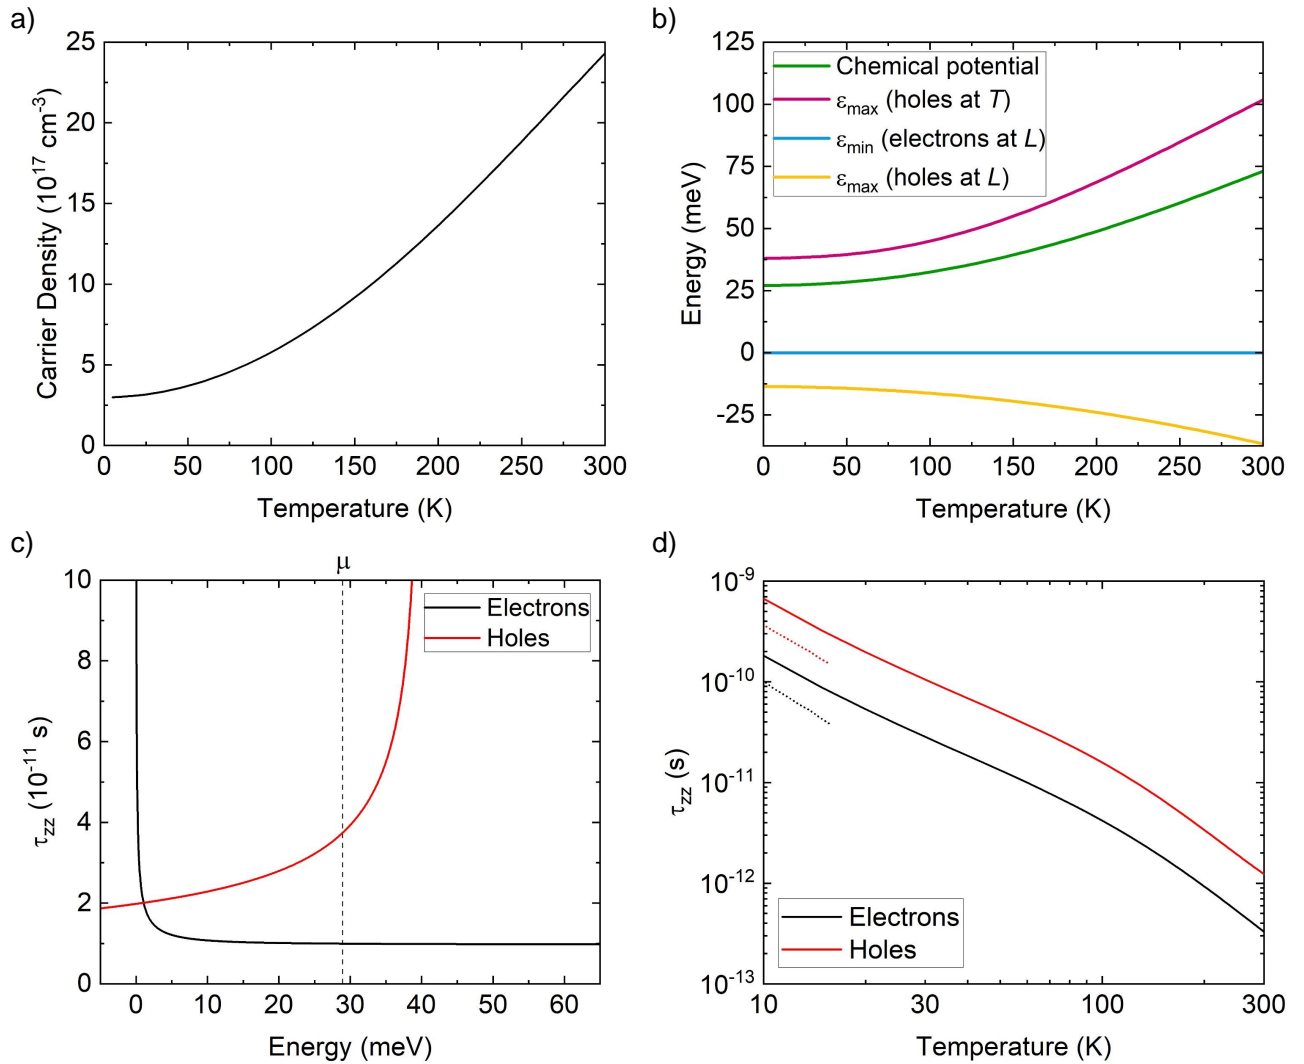 a)
25
20
15
10
5
0
Carrier Density (10¹⁷ cm⁻³)
0 50 100 150 200 250 300
Temperature (K)
b)
125
100
75
50
25
0
-25
Energy (meV)
Chemical potential
εmax (holes at T)
εmin (electrons at L)
εmax (holes at L)
0 50 100 150 200 250 300
Temperature (K)
c)
μ
10
8
6
4
2
0
τzz (10⁻¹¹ s)
Electrons
Holes
0 10 20 30 40 50 60
Energy (meV)
d)
10⁻⁹
10⁻¹⁰
10⁻¹¹
10⁻¹²
10⁻¹³
τzz (s)
Electrons
Holes
10 30 100 300
Temperature (K)